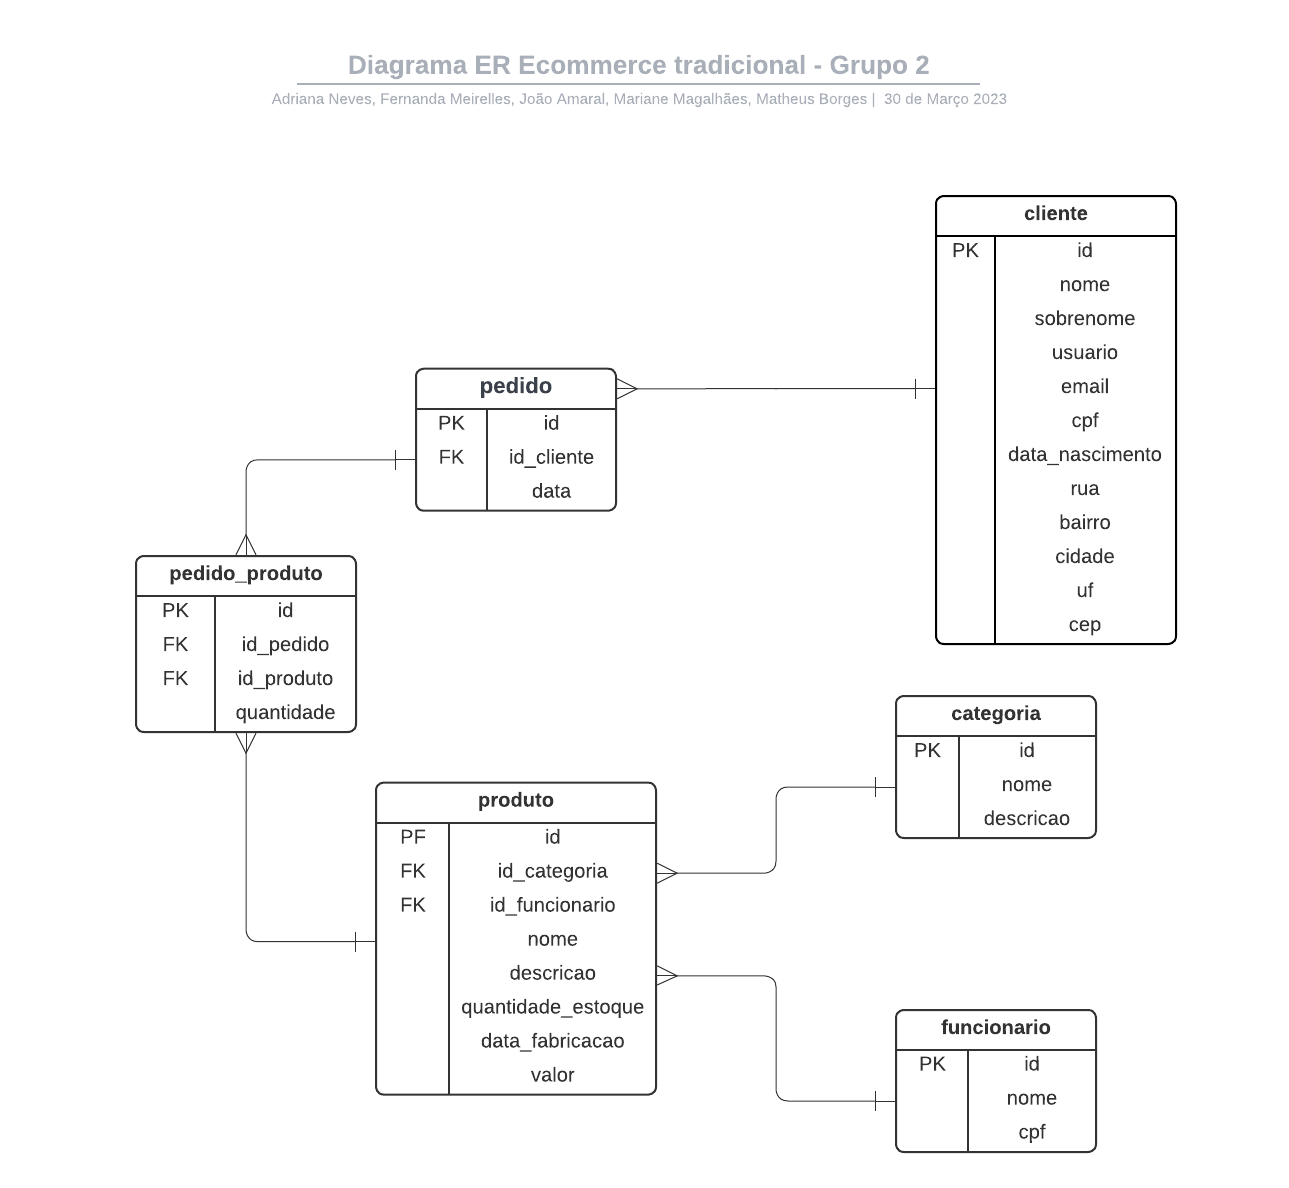 Diagrama ER Ecommerce tradicional - Grupo 2
Adriana Neves, Fernanda Meirelles, João Amaral, Mariane Magalhães, Matheus Borges | 30 de Março 2023
cliente
PK id
nome
sobrenome
usuario
email
cpf
data_nascimento
rua
bairro
cidade
uf
cep
pedido
PK id
FK id_cliente
data
pedido_produto
PK id
FK id_pedido
FK id_produto
quantidade
categoria
PK id
nome
descricao
produto
PF id
FK id_categoria
FK id_funcionario
nome
descricao
quantidade_estoque
data_fabricacao
valor
funcionario
PK id
nome
cpf